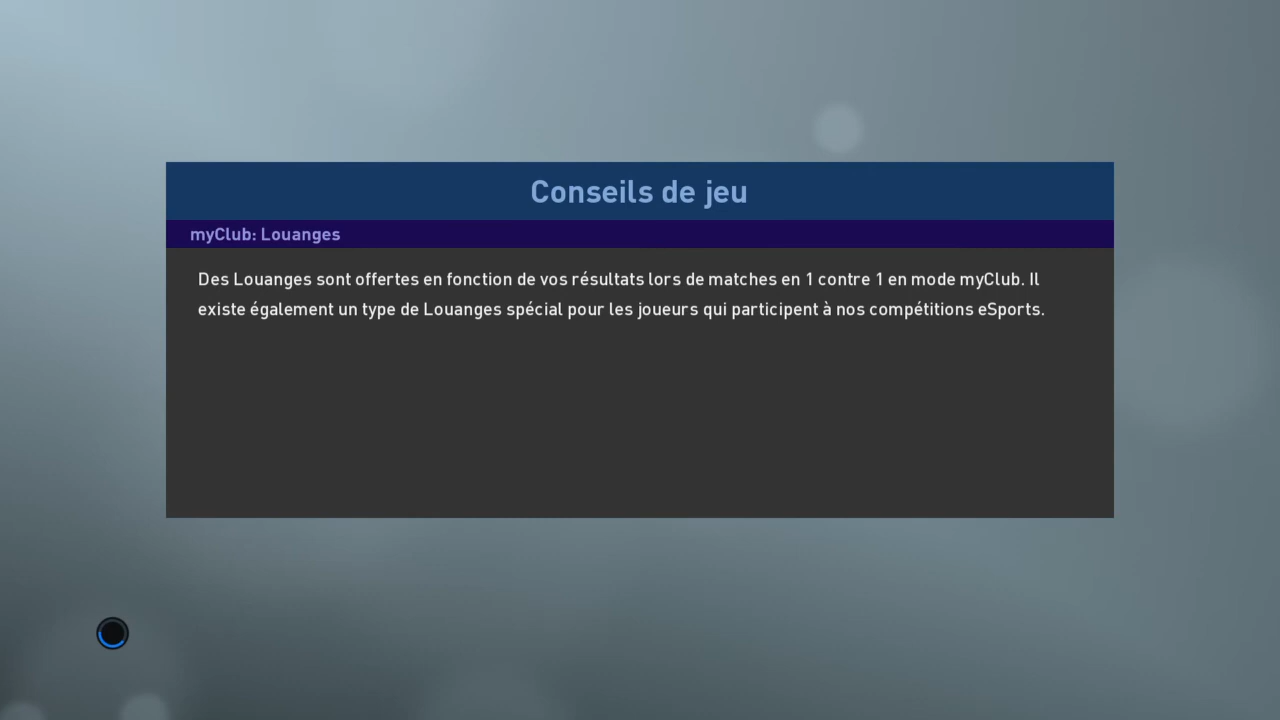 Conseils de jeu
myClub: Louanges
Des Louanges sont offertes en fonction de vos résultats lors de matches en 1 contre 1 en mode myClub. Il
existe également un type de Louanges spécial pour les joueurs qui participent à nos compétitions eSports.